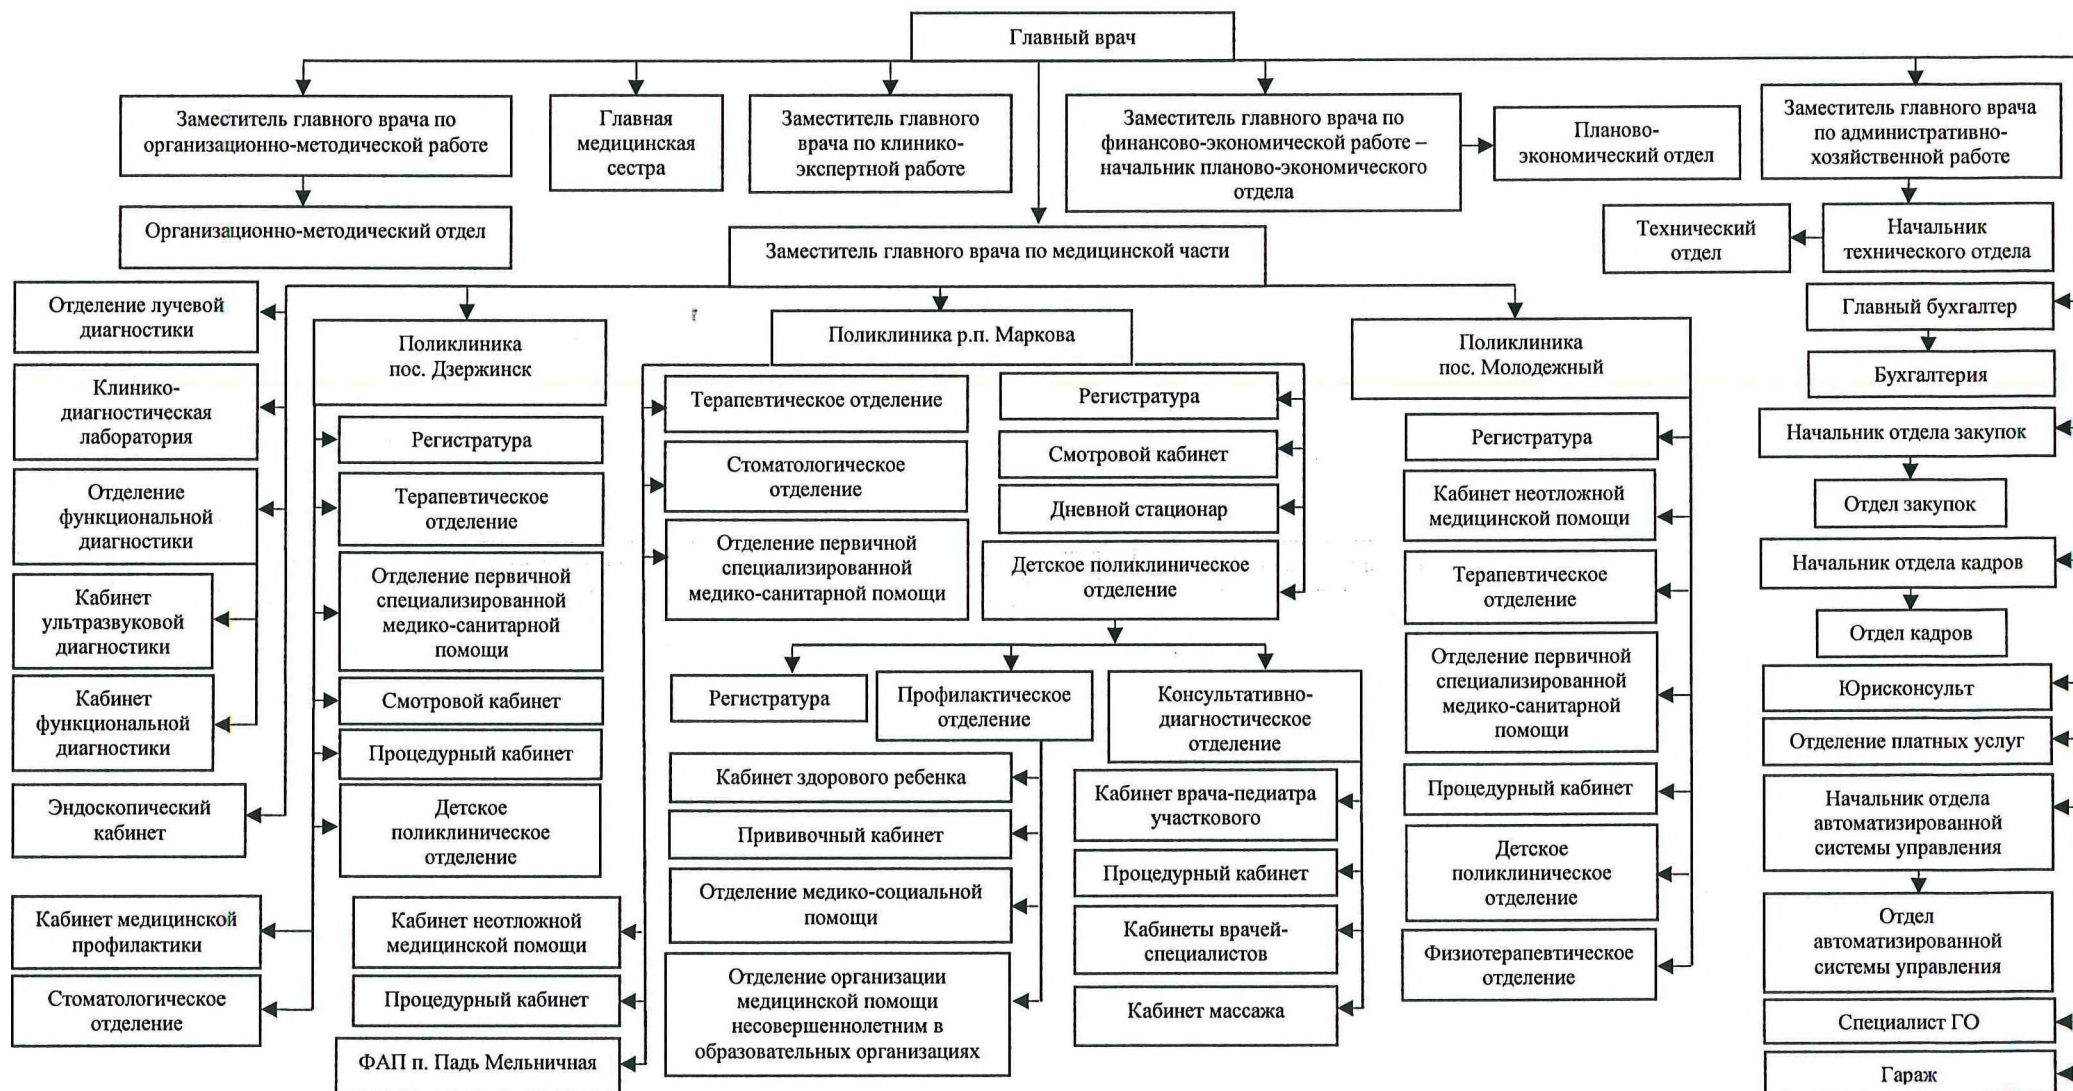 Главный врач
Заместитель главного врача по
организационно-методической работе
Главная
медицинская
сестра
Заместитель главного
врача по клинико-
экспертной работе
Заместитель главного врача по
финансово-экономической работе –
начальник планово-экономического
отдела
Планово-
экономический отдел
Заместитель главного врача
по административно-
хозяйственной работе
Организационно-методический отдел
Заместитель главного врача по медицинской части
Технический
отдел
Начальник
технического отдела
Отделение лучевой
диагностики
Клинико-
диагностическая
лаборатория
Отделение
функциональной
диагностики
Кабинет
ультразвуковой
диагностики
Кабинет
функциональной
диагностики
Эндоскопический
кабинет
Поликлиника
пос. Дзержинск
Регистратура
Терапевтическое
отделение
Отделение первичной
специализированной
медико-санитарной
помощи
Смотровой кабинет
Процедурный кабинет
Детское
поликлиническое
отделение
Кабинет медицинской
профилактики
Стоматологическое
отделение
Поликлиника р.п. Маркова
Терапевтическое отделение
Стоматологическое
отделение
Отделение первичной
специализированной
медико-санитарной помощи
Кабинет неотложной
медицинской помощи
Процедурный кабинет
ФАП п. Падь Мельничная
Регистратура
Смотровой кабинет
Дневной стационар
Детское поликлиническое
отделение
Регистратура
Профилактическое
отделение
Консультативно-
диагностическое
отделение
Кабинет здорового ребенка
Прививочный кабинет
Отделение медико-социальной
помощи
Отделение организации
медицинской помощи
несовершеннолетним в
образовательных организациях
Кабинет врача-педиатра
участкового
Процедурный кабинет
Кабинеты врачей-
специалистов
Кабинет массажа
Поликлиника
пос. Молодежный
Регистратура
Кабинет неотложной
медицинской помощи
Терапевтическое
отделение
Отделение первичной
специализированной
медико-санитарной
помощи
Процедурный кабинет
Детское
поликлиническое
отделение
Физиотерапевтическое
отделение
Главный бухгалтер
Бухгалтерия
Начальник отдела закупок
Отдел закупок
Начальник отдела кадров
Отдел кадров
Юрисконсульт
Отделение платных услуг
Начальник отдела
автоматизированной
системы управления
Отдел
автоматизированной
системы управления
Специалист ГО
Гараж